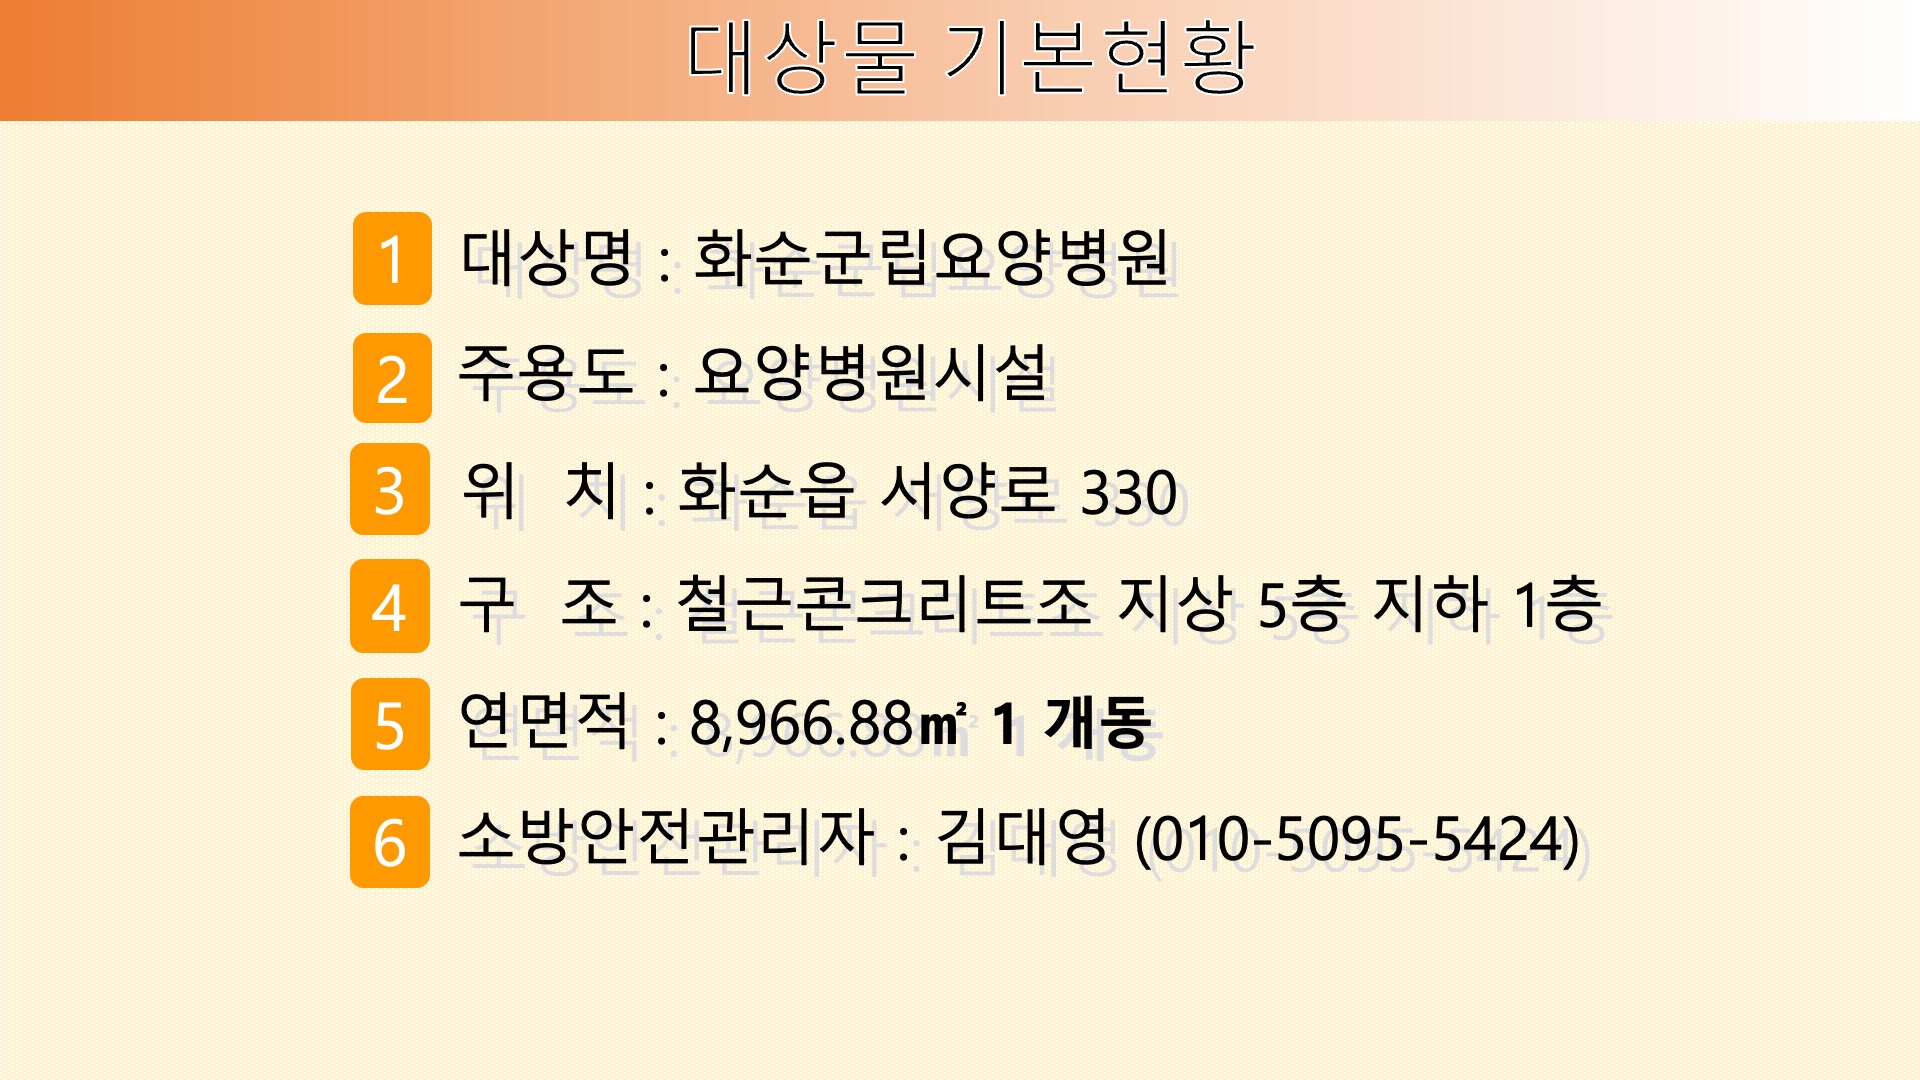 대상물 기본현황
1 대상명 : 화순군립요양병원
2 주용도 : 요양병원시설
3 위 치 : 화순읍 서양로 330
4 구 조 : 철근콘크리트조 지상 5층 지하 1층
5 연면적 : 8,966.88㎡ 1 개동
6 소방안전관리자 : 김대영 (010-5095-5424)